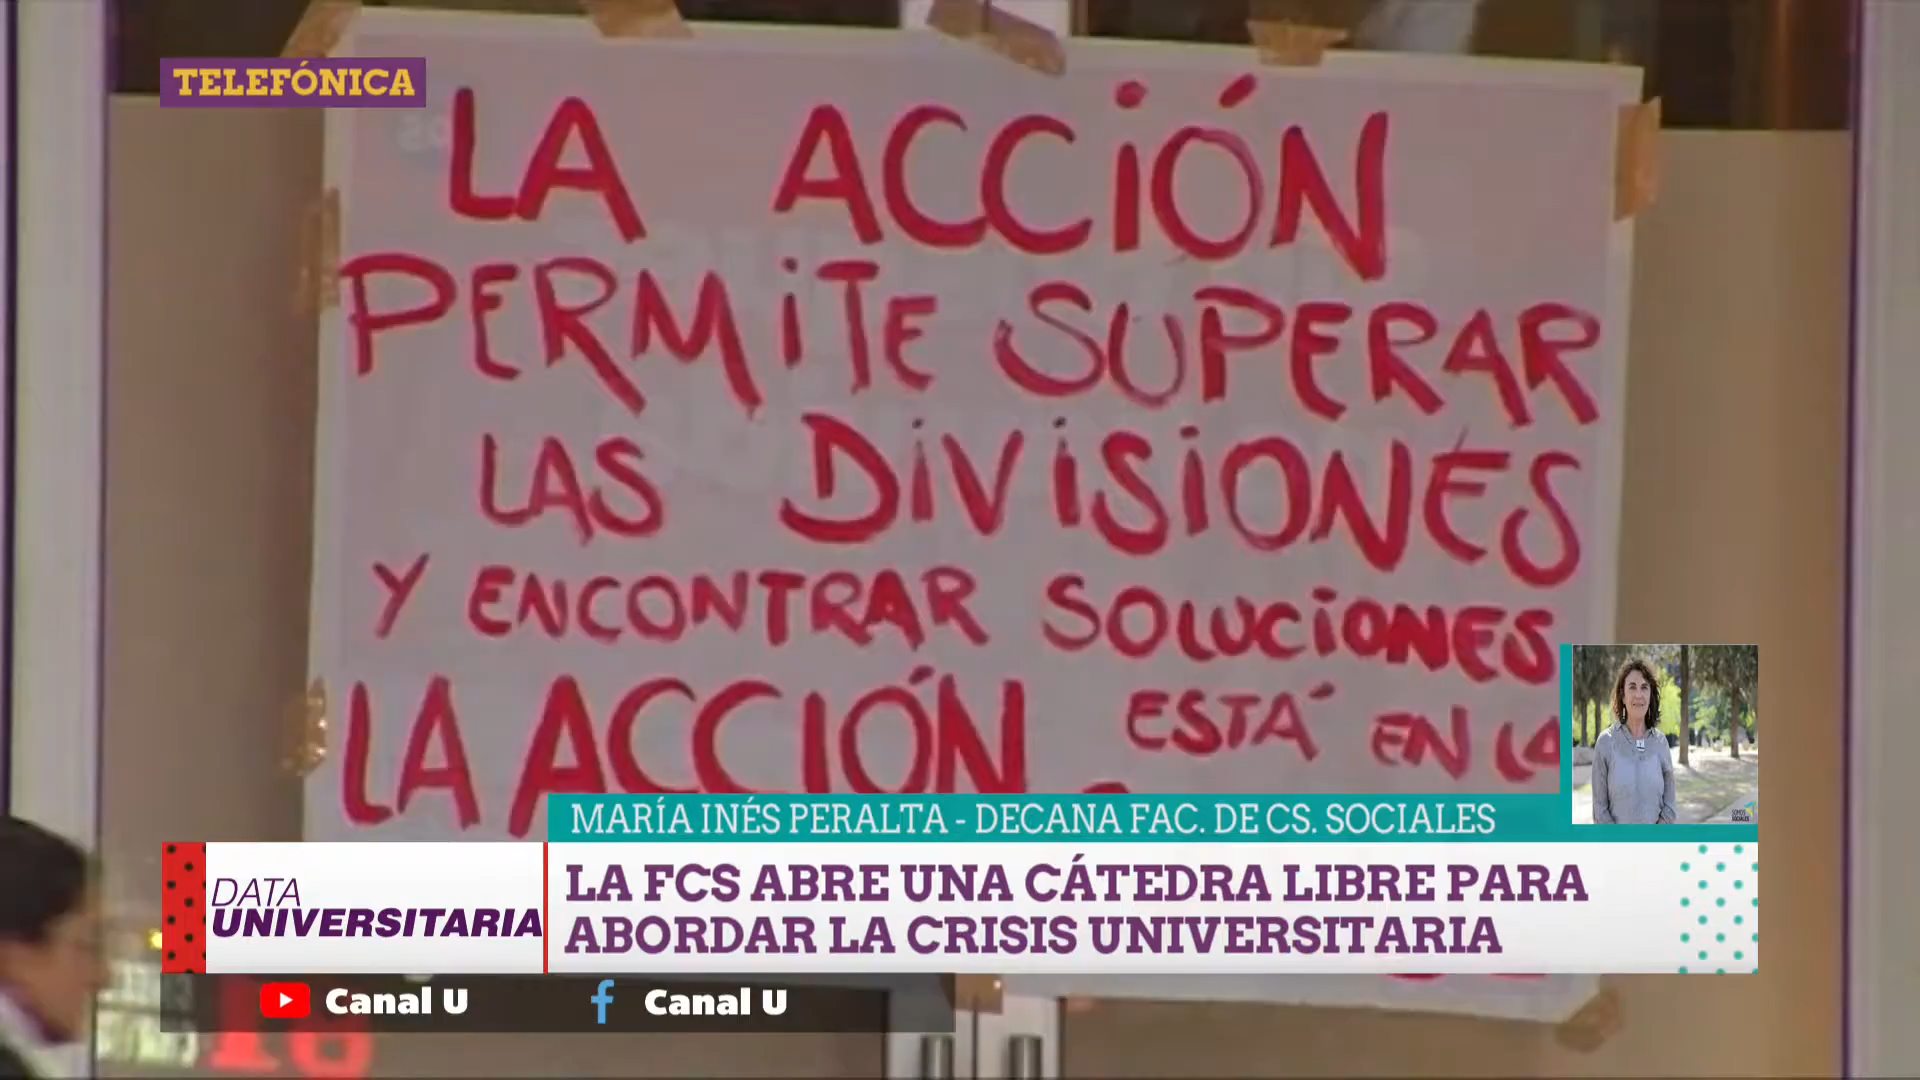 TELEFÓNICA
LA ACCIÓN
PERMITE SUPERAR
LAS DIVISIONES
Y ENCONTRAR SOLUCIONES
LA ACCIÓN ESTÁ EN LA
MARÍA INÉS PERALTA - DECANA FAC. DE CS. SOCIALES
DATA
UNIVERSITARIA
LA FCS ABRE UNA CÁTEDRA LIBRE PARA
ABORDAR LA CRISIS UNIVERSITARIA
Canal U
Canal U